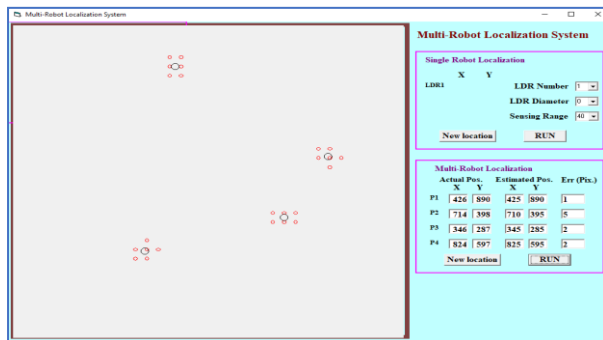 Multi-Robot Localization System
Multi-Robot Localization System
Single Robot Localization
X Y
LDR1
LDR Number 1
LDR Diameter 0
Sensing Range 40
New location RUN
Multi-Robot Localization
Actual Pos. Estimated Pos. Err (Pix.)
X Y X Y
P1 426 890 425 890 1
P2 714 398 710 395 5
P3 346 287 345 285 2
P4 824 597 825 595 2
New location RUN